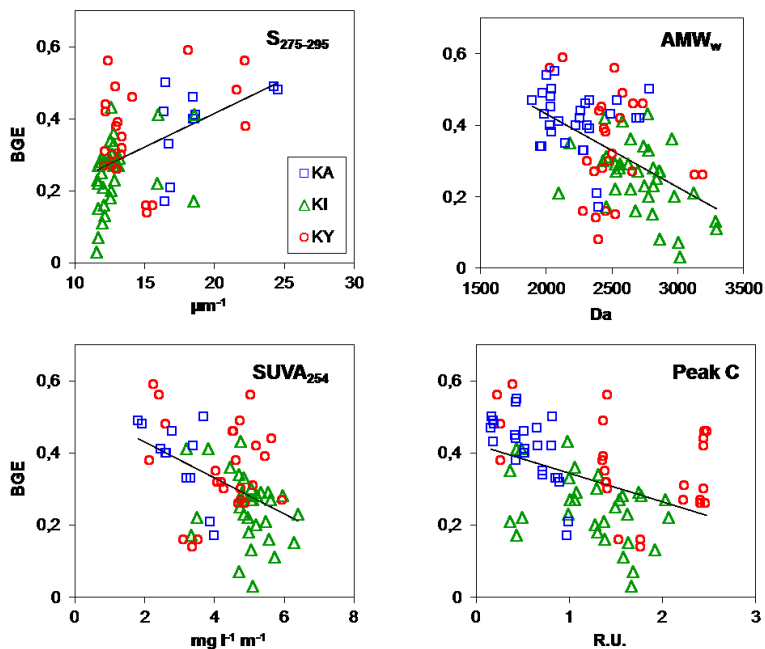 S275-295
0,6
0,4
0,2
0
BGE
KA
KI
KY
10 15 20 25 30
µm-1
AMWw
0,6
0,4
0,2
0
1500 2000 2500 3000 3500
Da
SUVA254
0,6
0,4
0,2
0,0
BGE
0 2 4 6 8
mg l-1 m-1
Peak C
0,6
0,4
0,2
0,0
0 1 2 3
R.U.